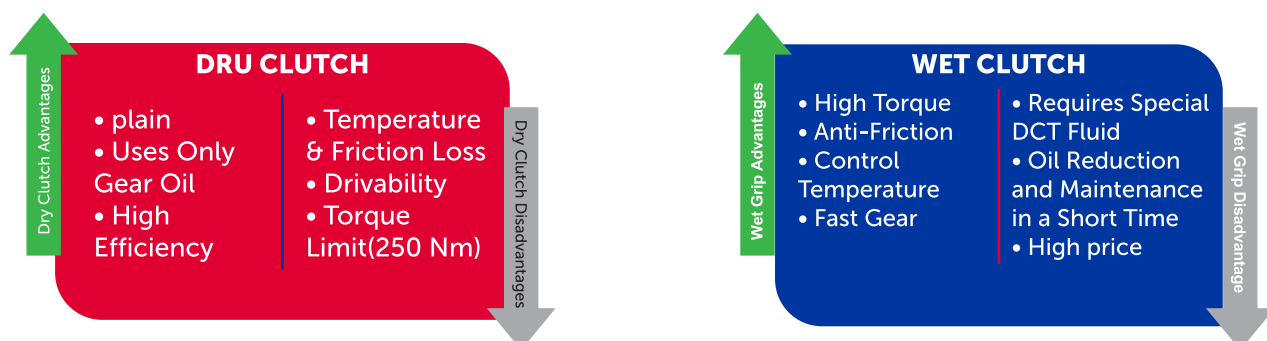 Dry Clutch Advantages
DRU CLUTCH
• plain
• Uses Only
Gear Oil
• High
Efficiency
• Temperature
& Friction Loss
• Drivability
• Torque
Limit(250 Nm)
Dry Clutch Disadvantages
Wet Grip Advantages
WET CLUTCH
• High Torque
• Anti-Friction
• Control
Temperature
• Fast Gear
• Requires Special
DCT Fluid
• Oil Reduction
and Maintenance
in a Short Time
• High price
Wet Grip Disadvantage